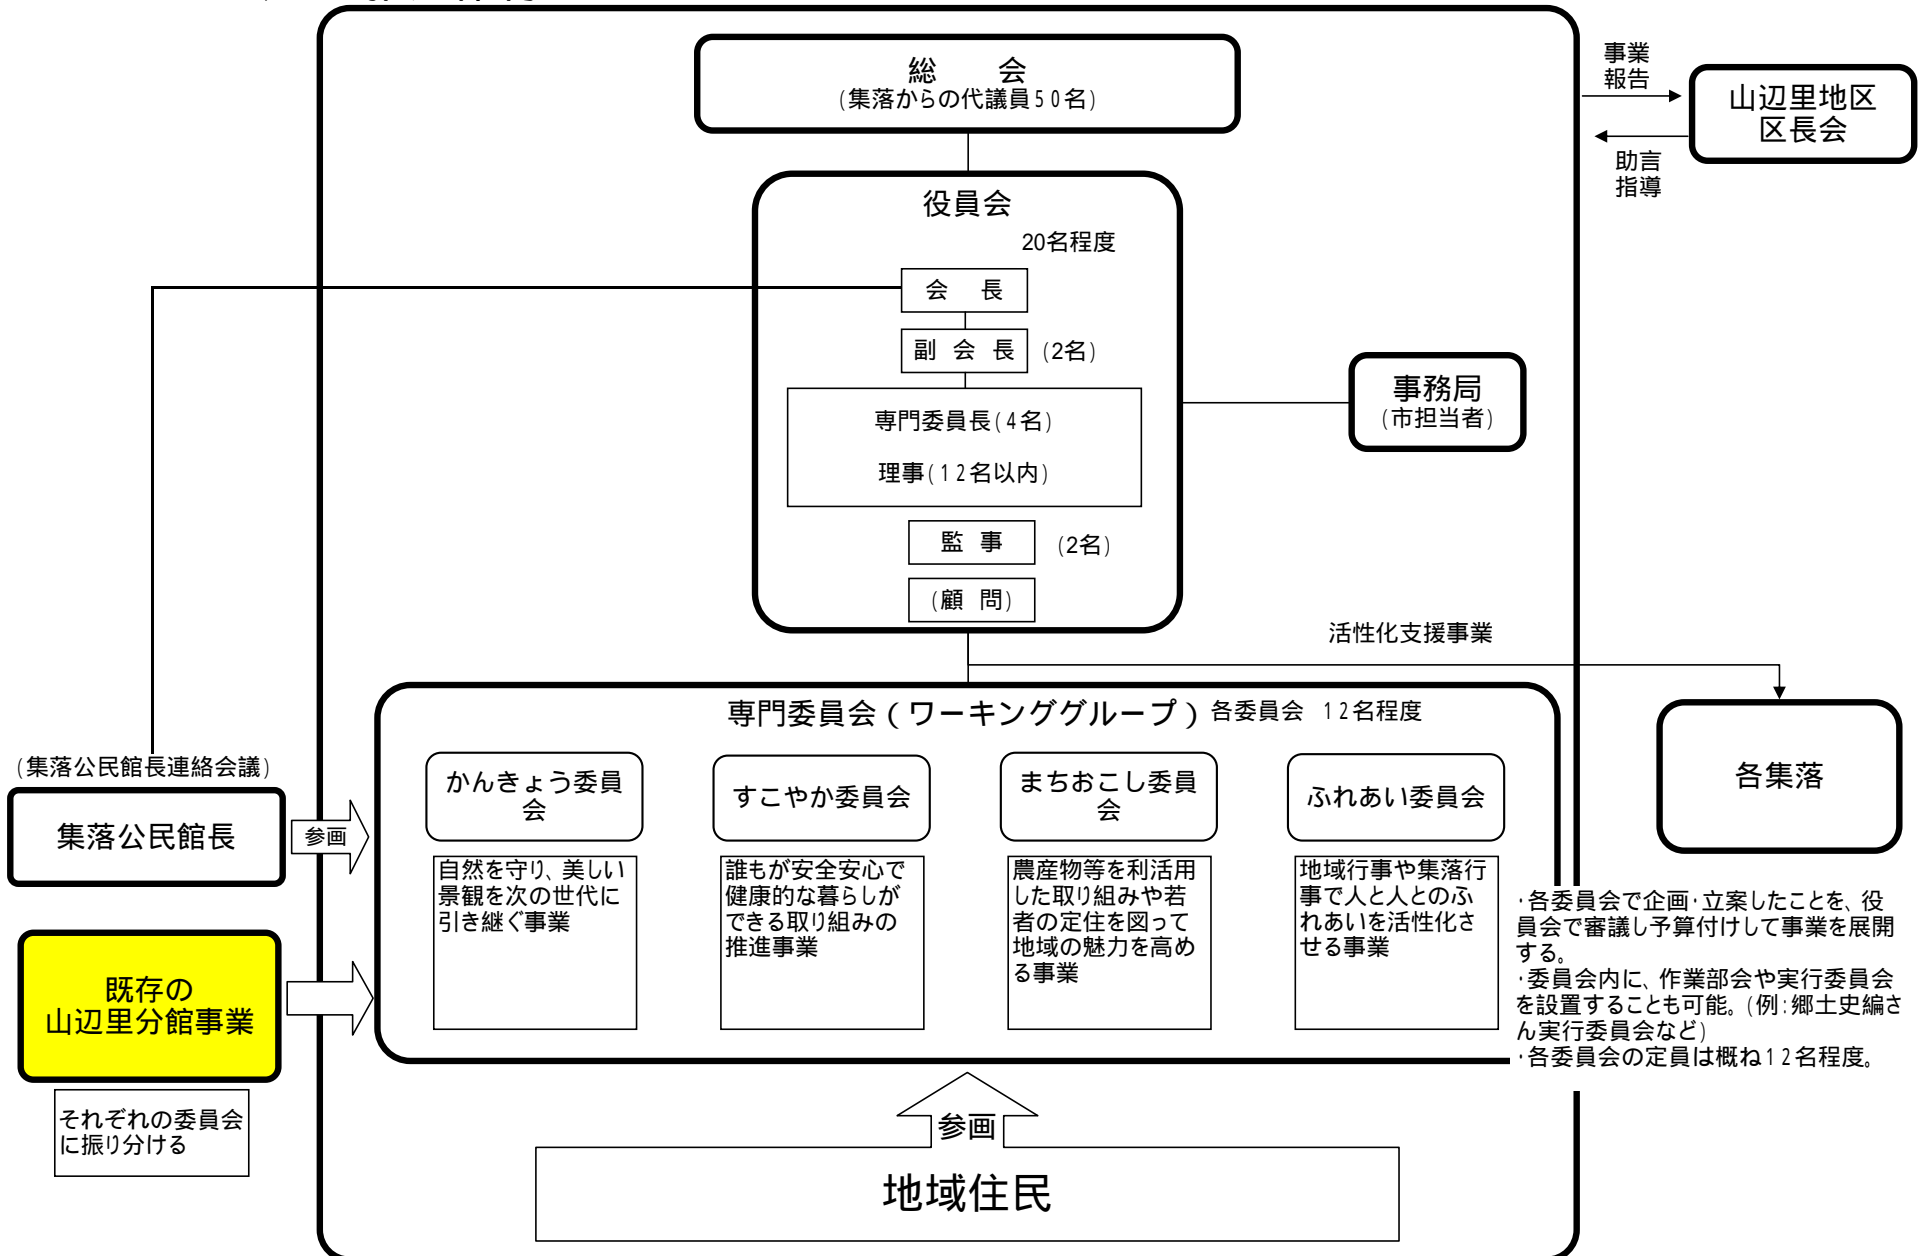 総 会
(集落からの代議員50名)
事業
報告
山辺里地区
区長会
助言
指導
役員会
20名程度
会 長
副 会 長 (2名)
専門委員長(4名)
理事(12名以内)
監 事 (2名)
(顧 問)
事務局
(市担当者)
活性化支援事業
各集落
専門委員会(ワーキンググループ) 各委員会 12名程度
かんきょう委員
会
すこやか委員会
まちおこし委員
会
ふれあい委員会
自然を守り、美しい
景観を次の世代に
引き継ぐ事業
誰もが安全安心で
健康的な暮らしが
できる取り組みの
推進事業
農産物等を利活用
した取り組みや若
者の定住を図って
地域の魅力を高め
る事業
地域行事や集落行
事で人と人とのふ
れあいを活性化さ
せる事業
(集落公民館長連絡会議)
集落公民館長
参画
既存の
山辺里分館事業
それぞれの委員会
に振り分ける
・各委員会で企画・立案したことを、役
員会で審議し予算付けして事業を展開
する。
・委員会内に、作業部会や実行委員会
を設置することも可能。(例:郷土史編さ
ん実行委員会など)
・各委員会の定員は概ね12名程度。
参画
地域住民